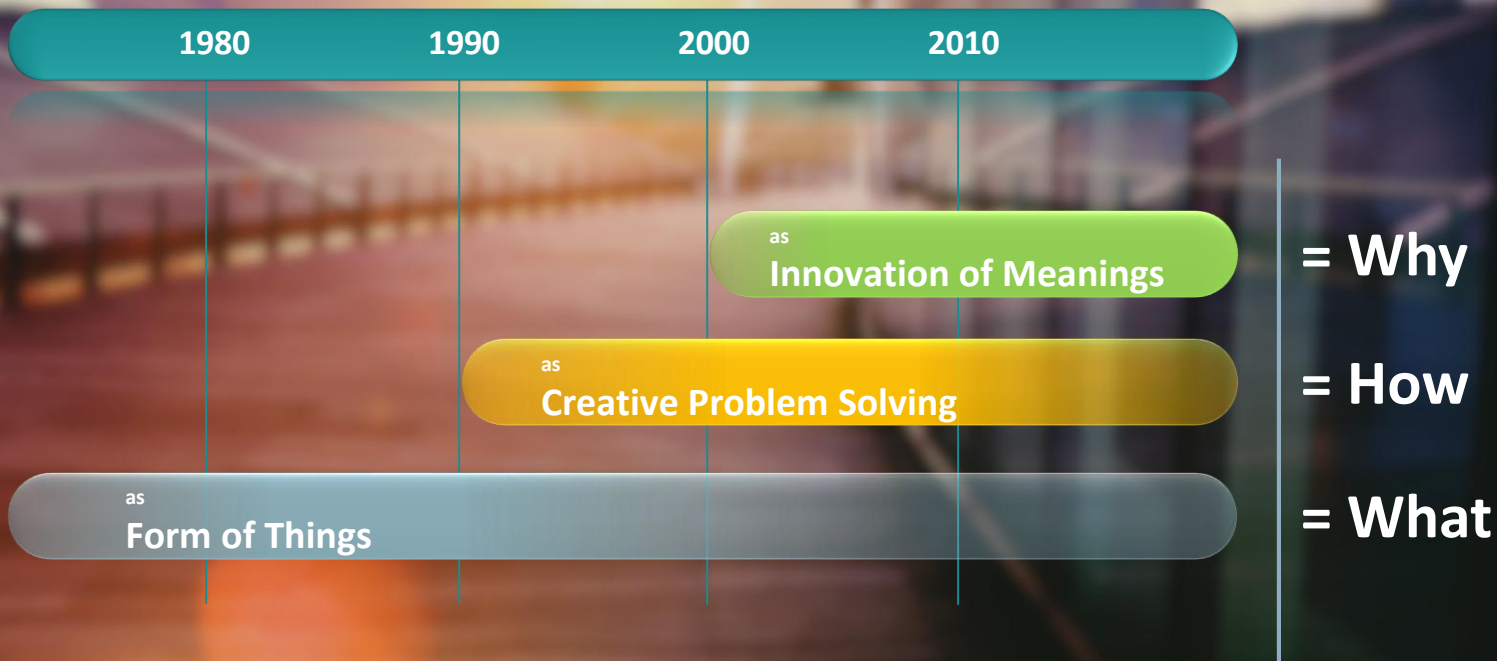 1980 1990 2000 2010
as
Innovation of Meanings
= Why
as
Creative Problem Solving
= How
as
Form of Things
= What